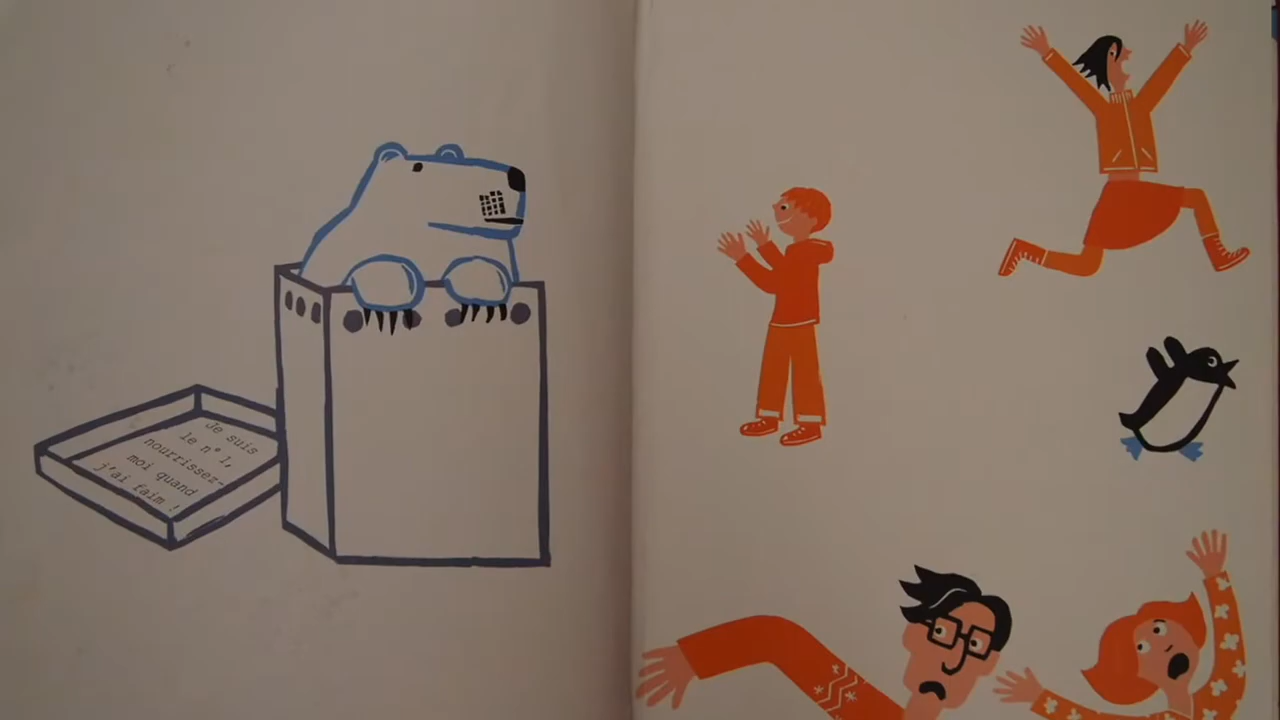 Je suis
le n° 1,
nourrissez-
moi quand
j'ai faim !